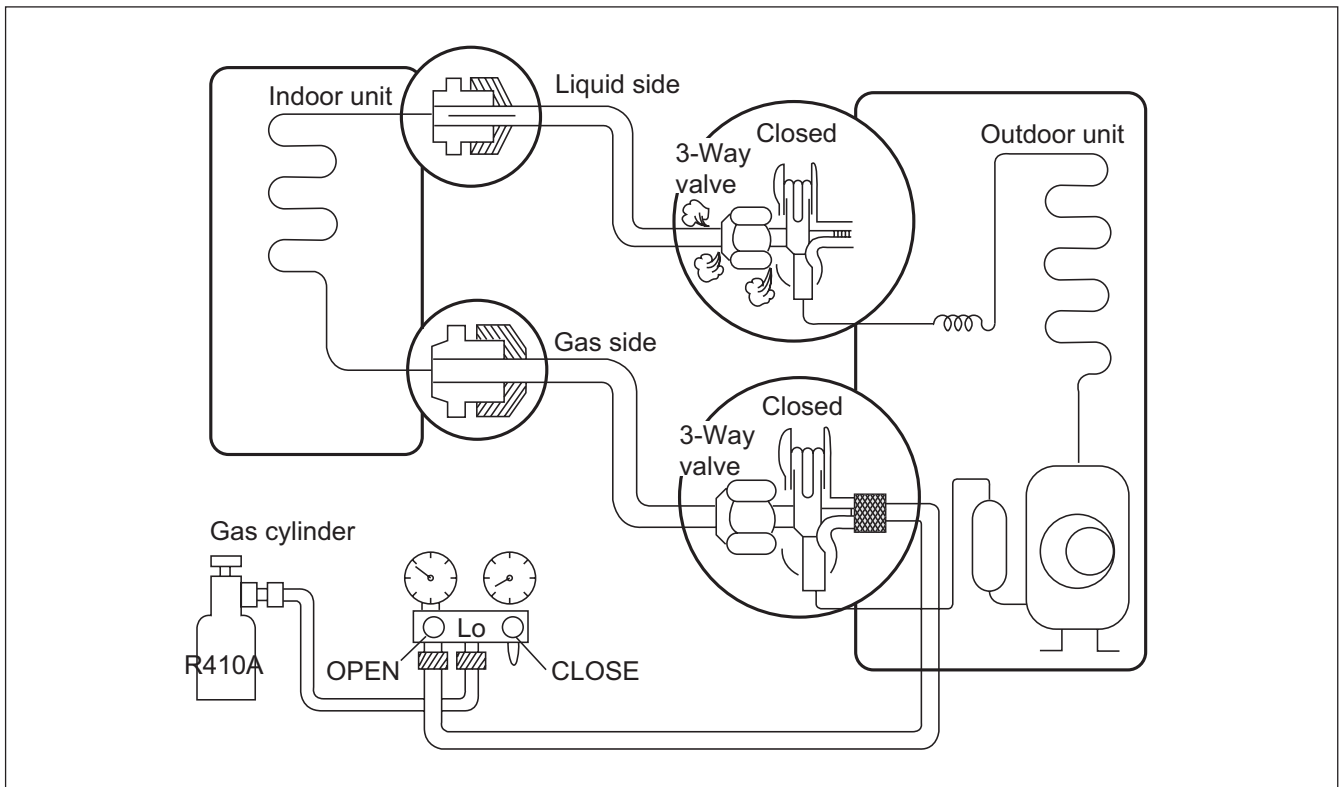 Indoor unit
Liquid side
Closed
3-Way
valve
Outdoor unit
Gas side
Closed
3-Way
valve
Gas cylinder
R410A
Lo
OPEN
CLOSE